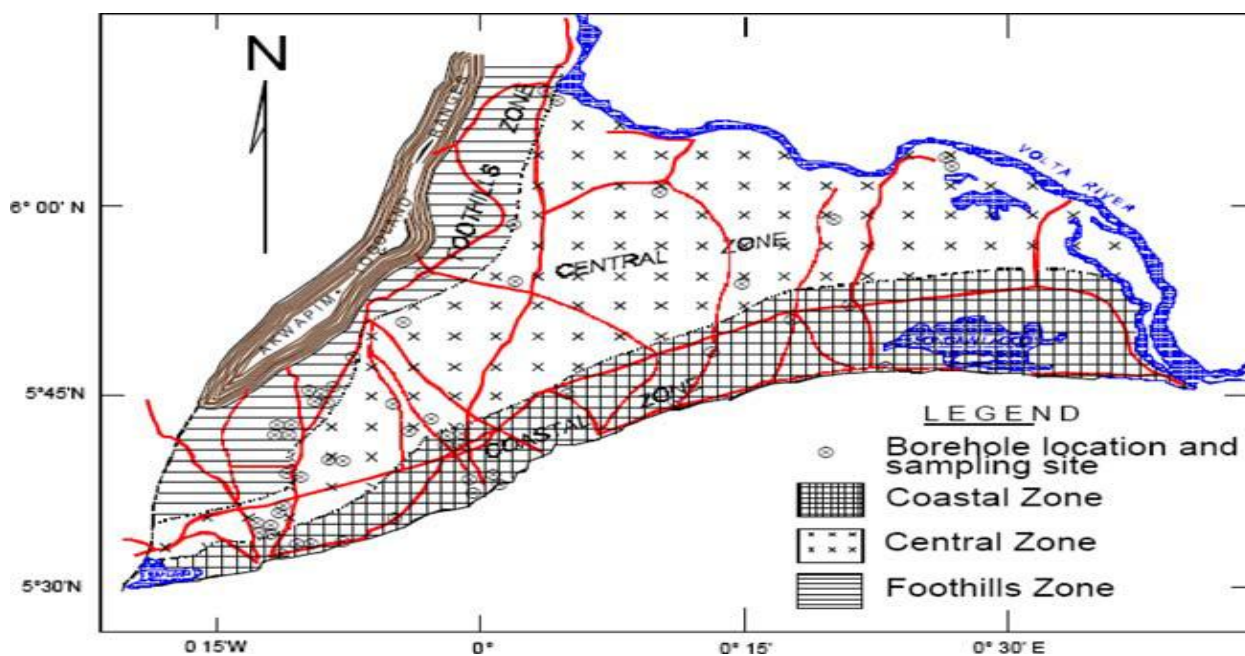 N
AKWAPIM - TOGOLAND RANGES
FOOTHILLS ZONE
VOLTA RIVER
6° 00' N
CENTRAL ZONE
5°45'N
COASTAL ZONE
LEGEND
Borehole location and
sampling site
Coastal Zone
Central Zone
Foothills Zone
5°30'N
0 15'W
0°
0° 15'
0° 30' E